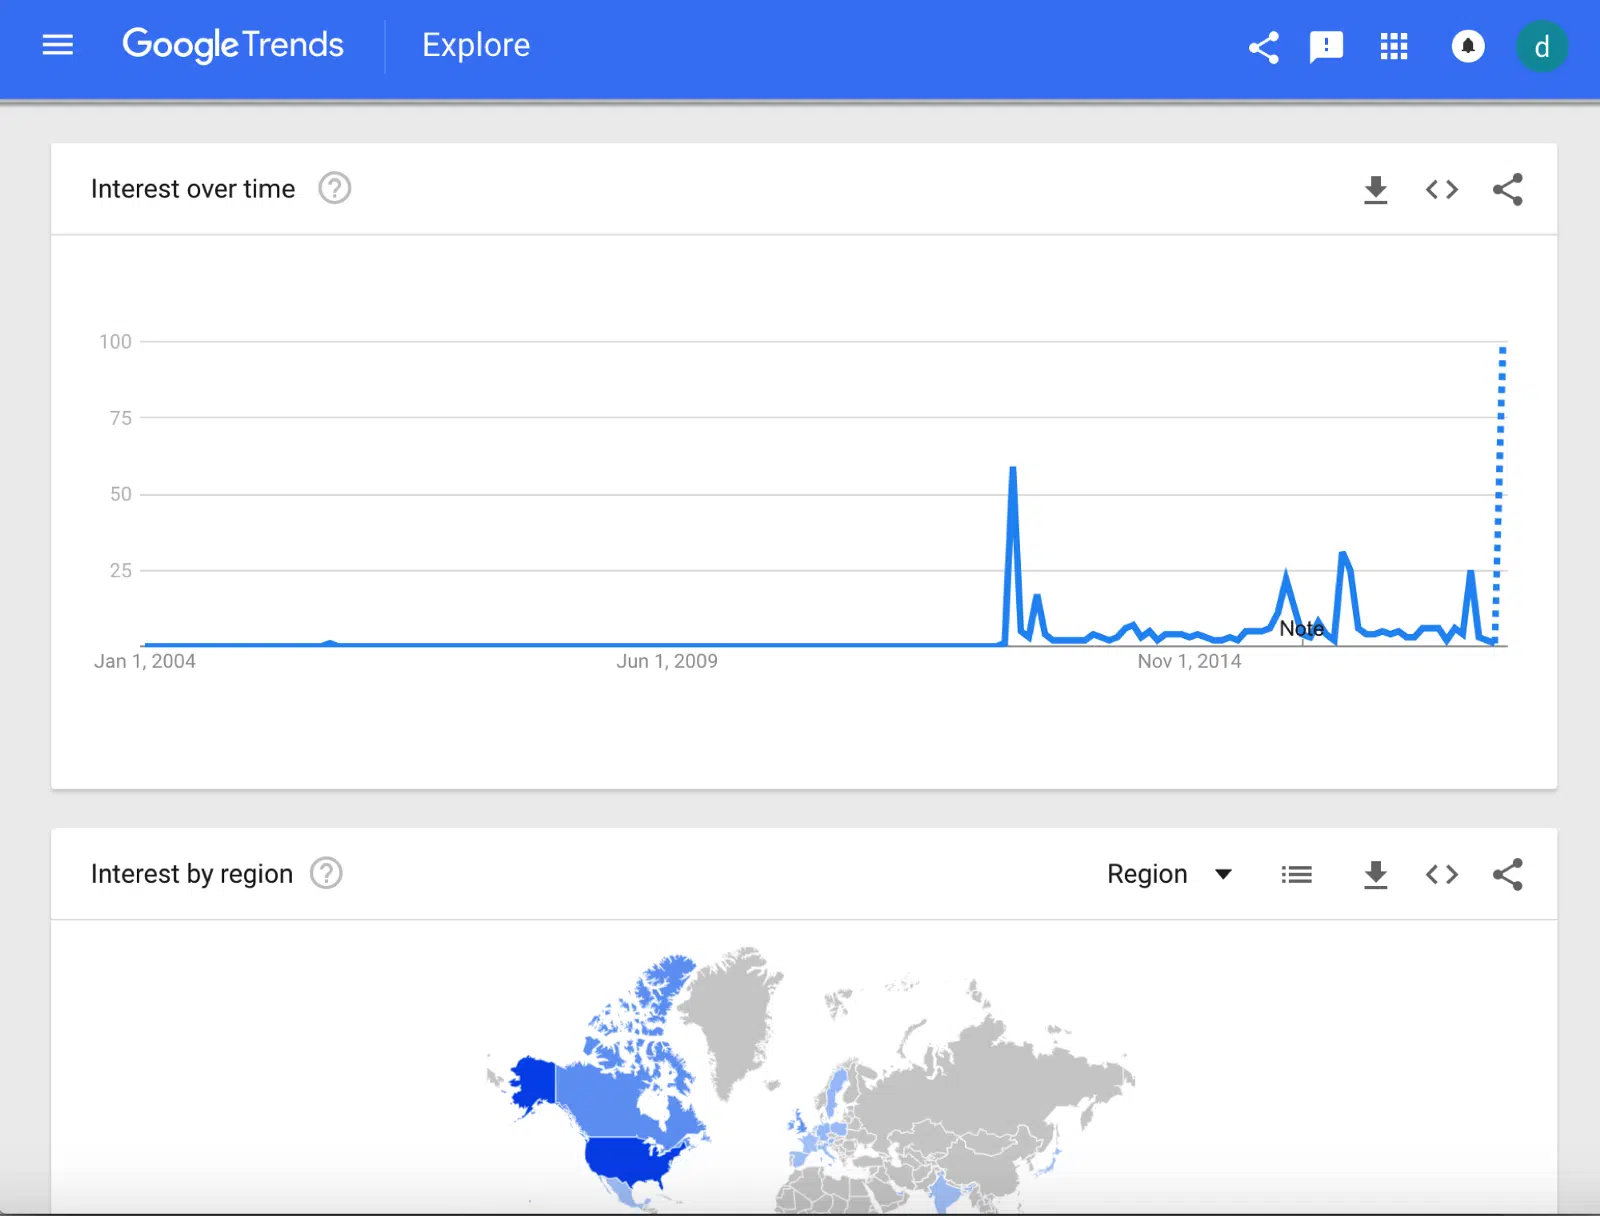 Google Trends Explore d
Interest over time ?
100
75
50
25
Note
Jan 1, 2004 Jun 1, 2009 Nov 1, 2014
Interest by region ? Region